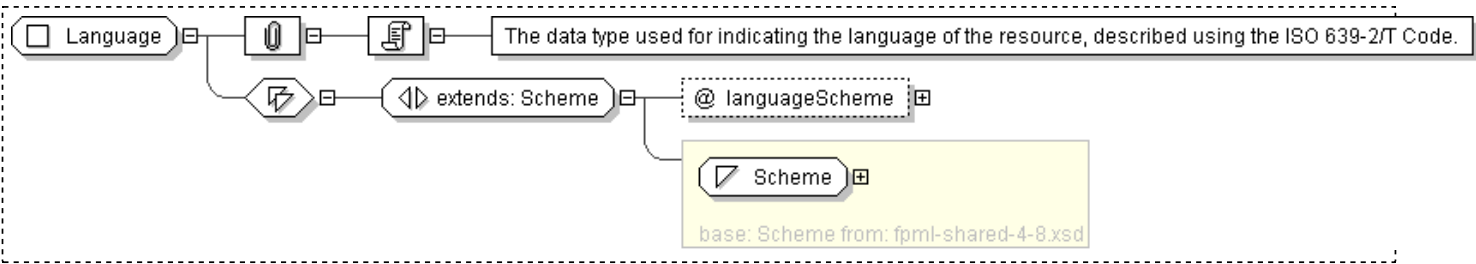 Language
The data type used for indicating the language of the resource, described using the ISO 639-2/T Code.
extends: Scheme
@ languageScheme
Scheme
base: Scheme from: fpml-shared-4-8.xsd